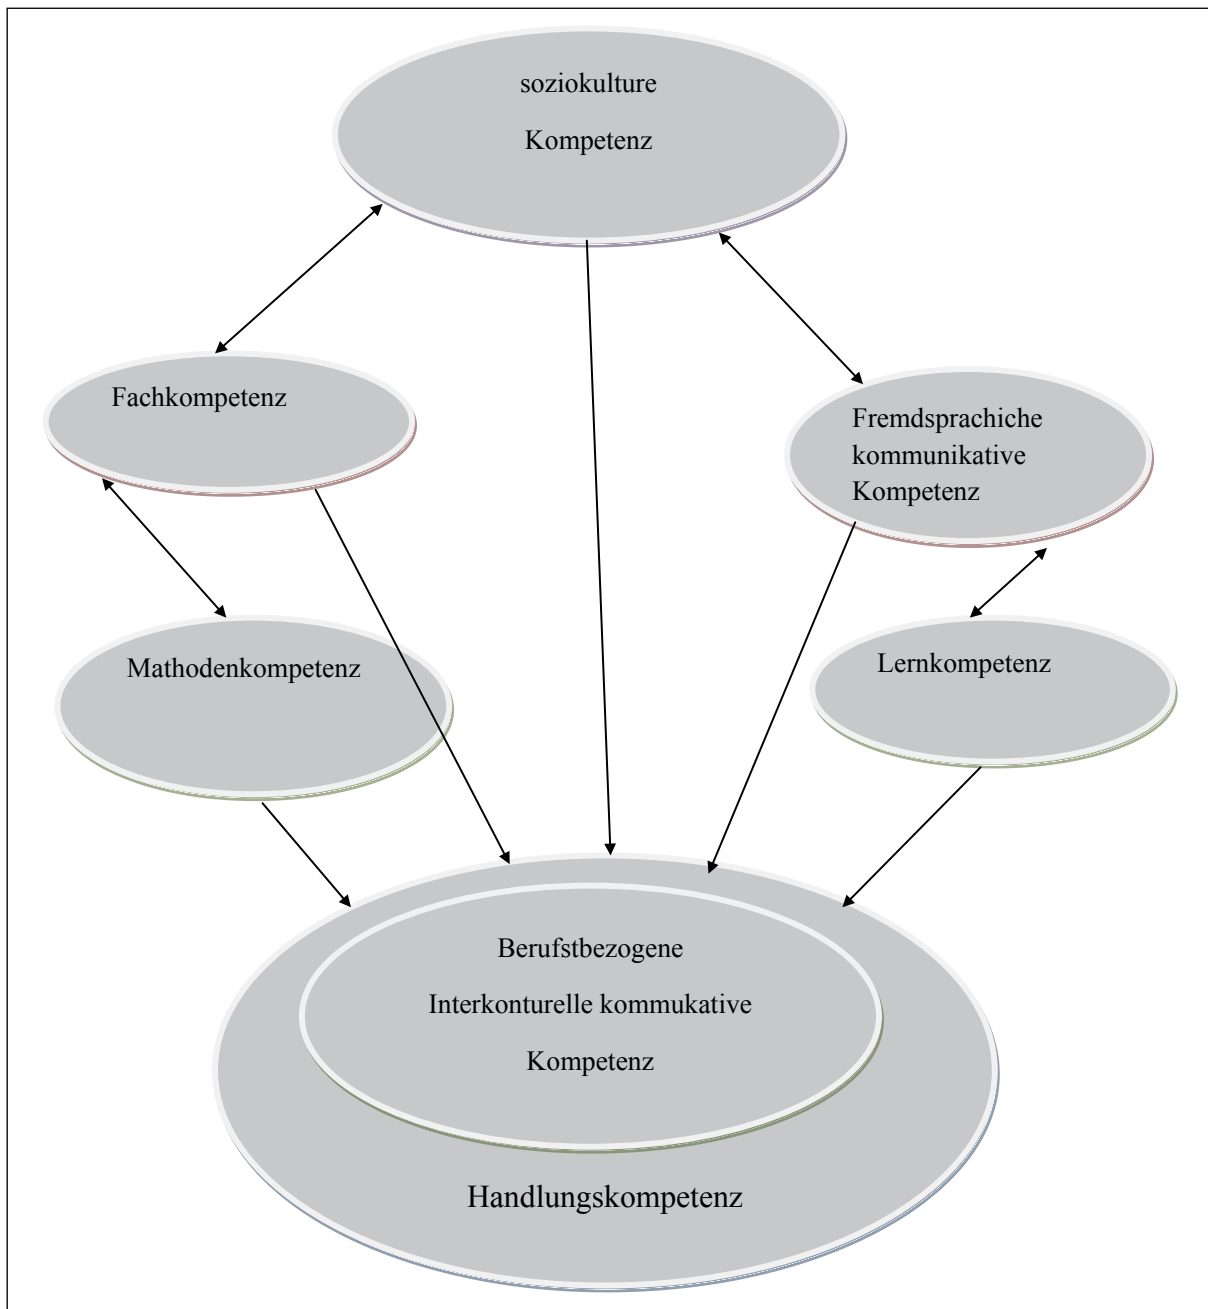 soziokulture
Kompetenz
Fachkompetenz
Fremdsprachiche
kommunikative
Kompetenz
Mathodenkompetenz
Lernkompetenz
Berufstbezogene
Interkonturelle kommukative
Kompetenz
Handlungskompetenz